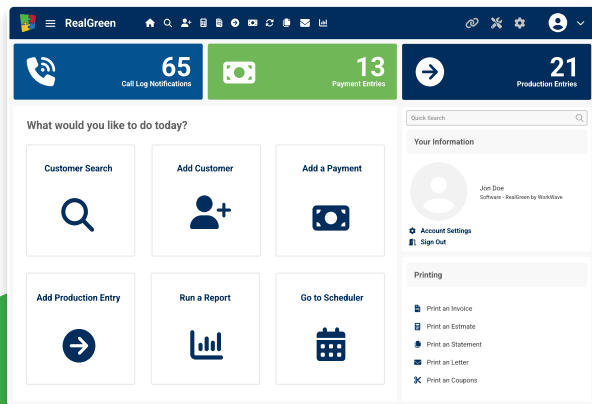 RealGreen
65
Call Log Notifications
13
Payment Entries
21
Production Entries
What would you like to do today?
Customer Search
Add Customer
Add a Payment
Add Production Entry
Run a Report
Go to Scheduler
Quick Search
Your Information
Jon Doe
Software - RealGreen by WorkWave
Account Settings
Sign Out
Printing
Print an Invoice
Print an Estmate
Print an Statement
Print an Letter
Print an Coupons